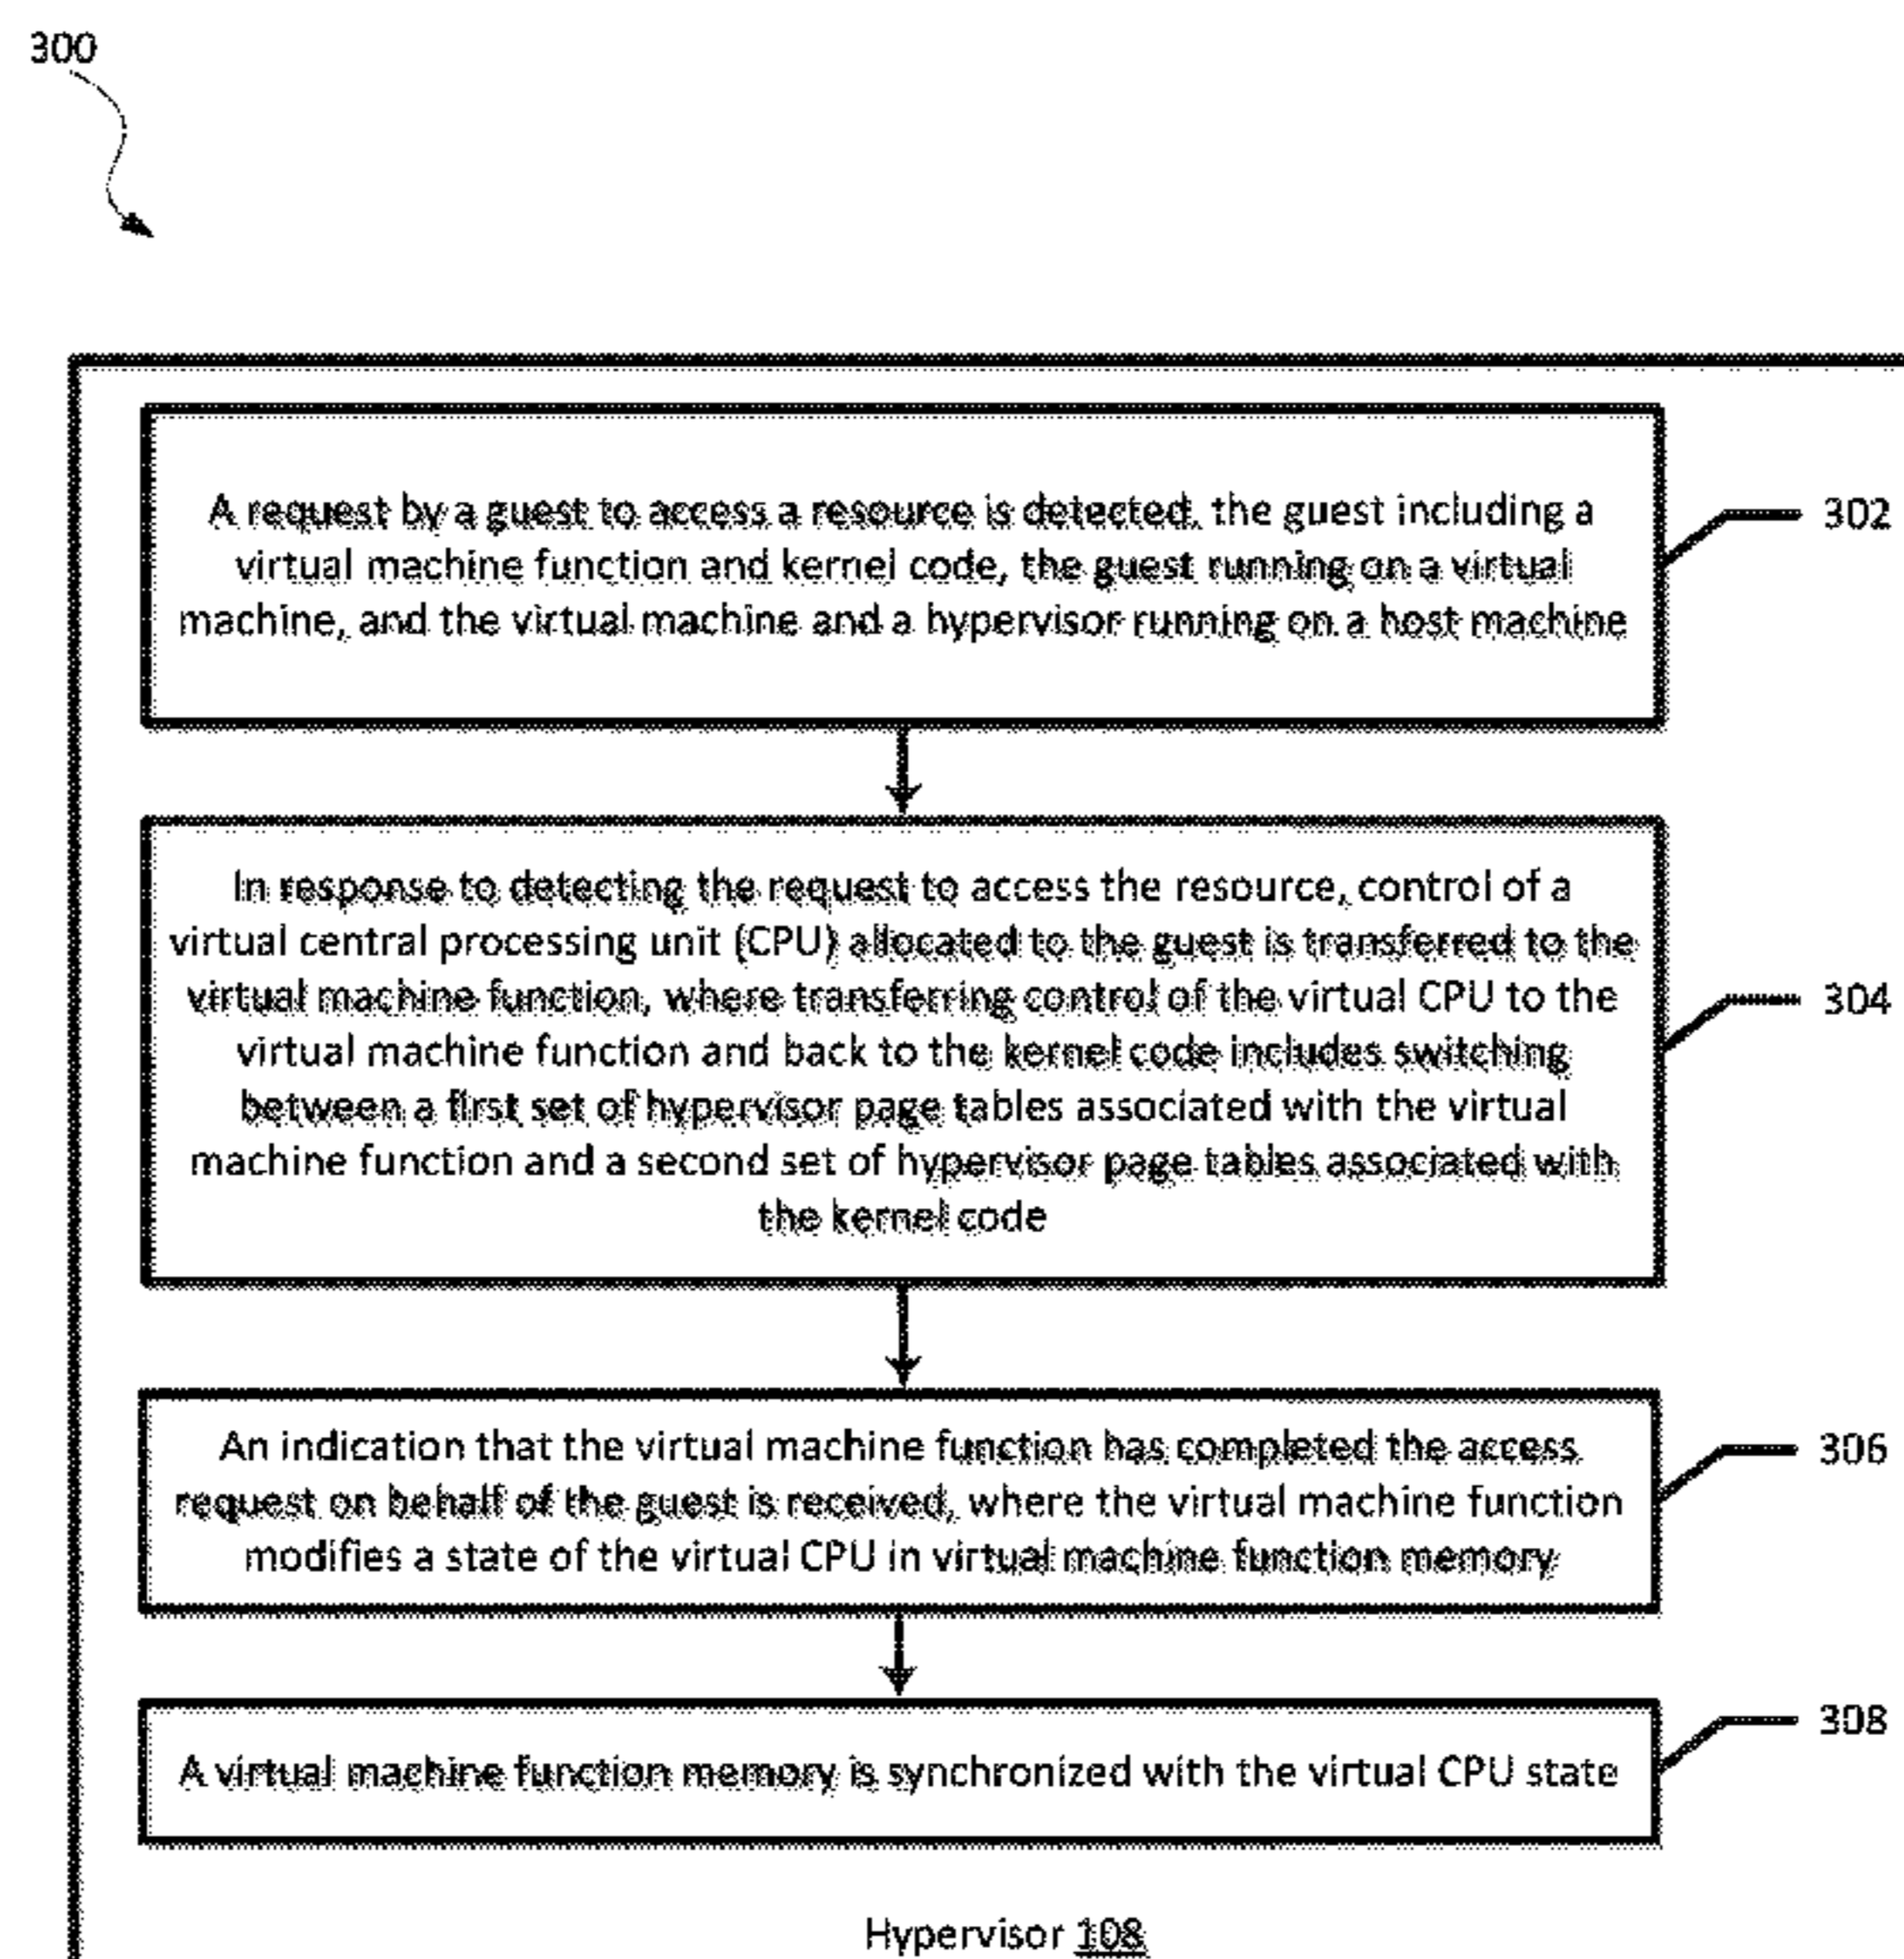 300
A request by a guest to access a resource is detected, the guest including a
virtual machine function and kernel code, the guest running on a virtual
machine, and the virtual machine and a hypervisor running on a host machine
302
In response to detecting the request to access the resource, control of a
virtual central processing unit (CPU) allocated to the guest is transferred to the
virtual machine function, where transferring control of the virtual CPU to the
virtual machine function and back to the kernel code includes switching
between a first set of hypervisor page tables associated with the virtual
machine function and a second set of hypervisor page tables associated with
the kernel code
304
An indication that the virtual machine function has completed the access
request on behalf of the guest is received, where the virtual machine function
modifies a state of the virtual CPU in virtual machine function memory
306
A virtual machine function memory is synchronized with the virtual CPU state
308
Hypervisor 108